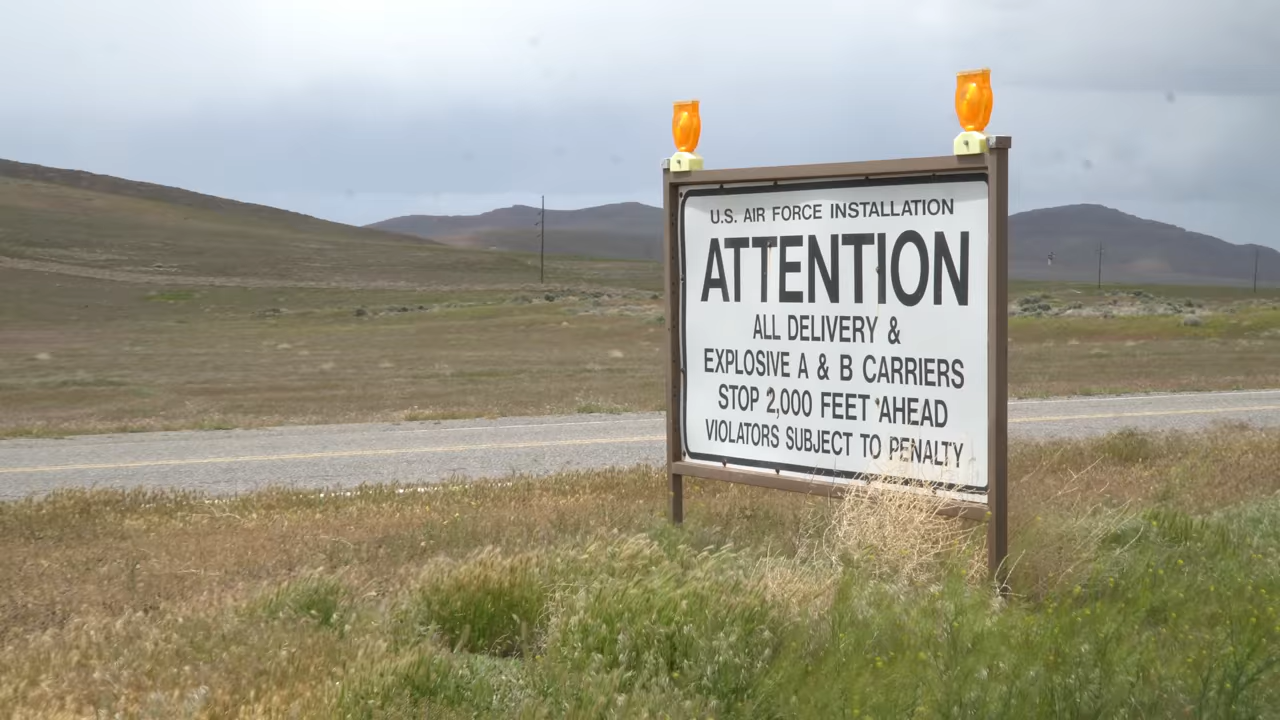 U.S. AIR FORCE INSTALLATION
ATTENTION
ALL DELIVERY &
EXPLOSIVE A & B CARRIERS
STOP 2,000 FEET AHEAD
VIOLATORS SUBJECT TO PENALTY